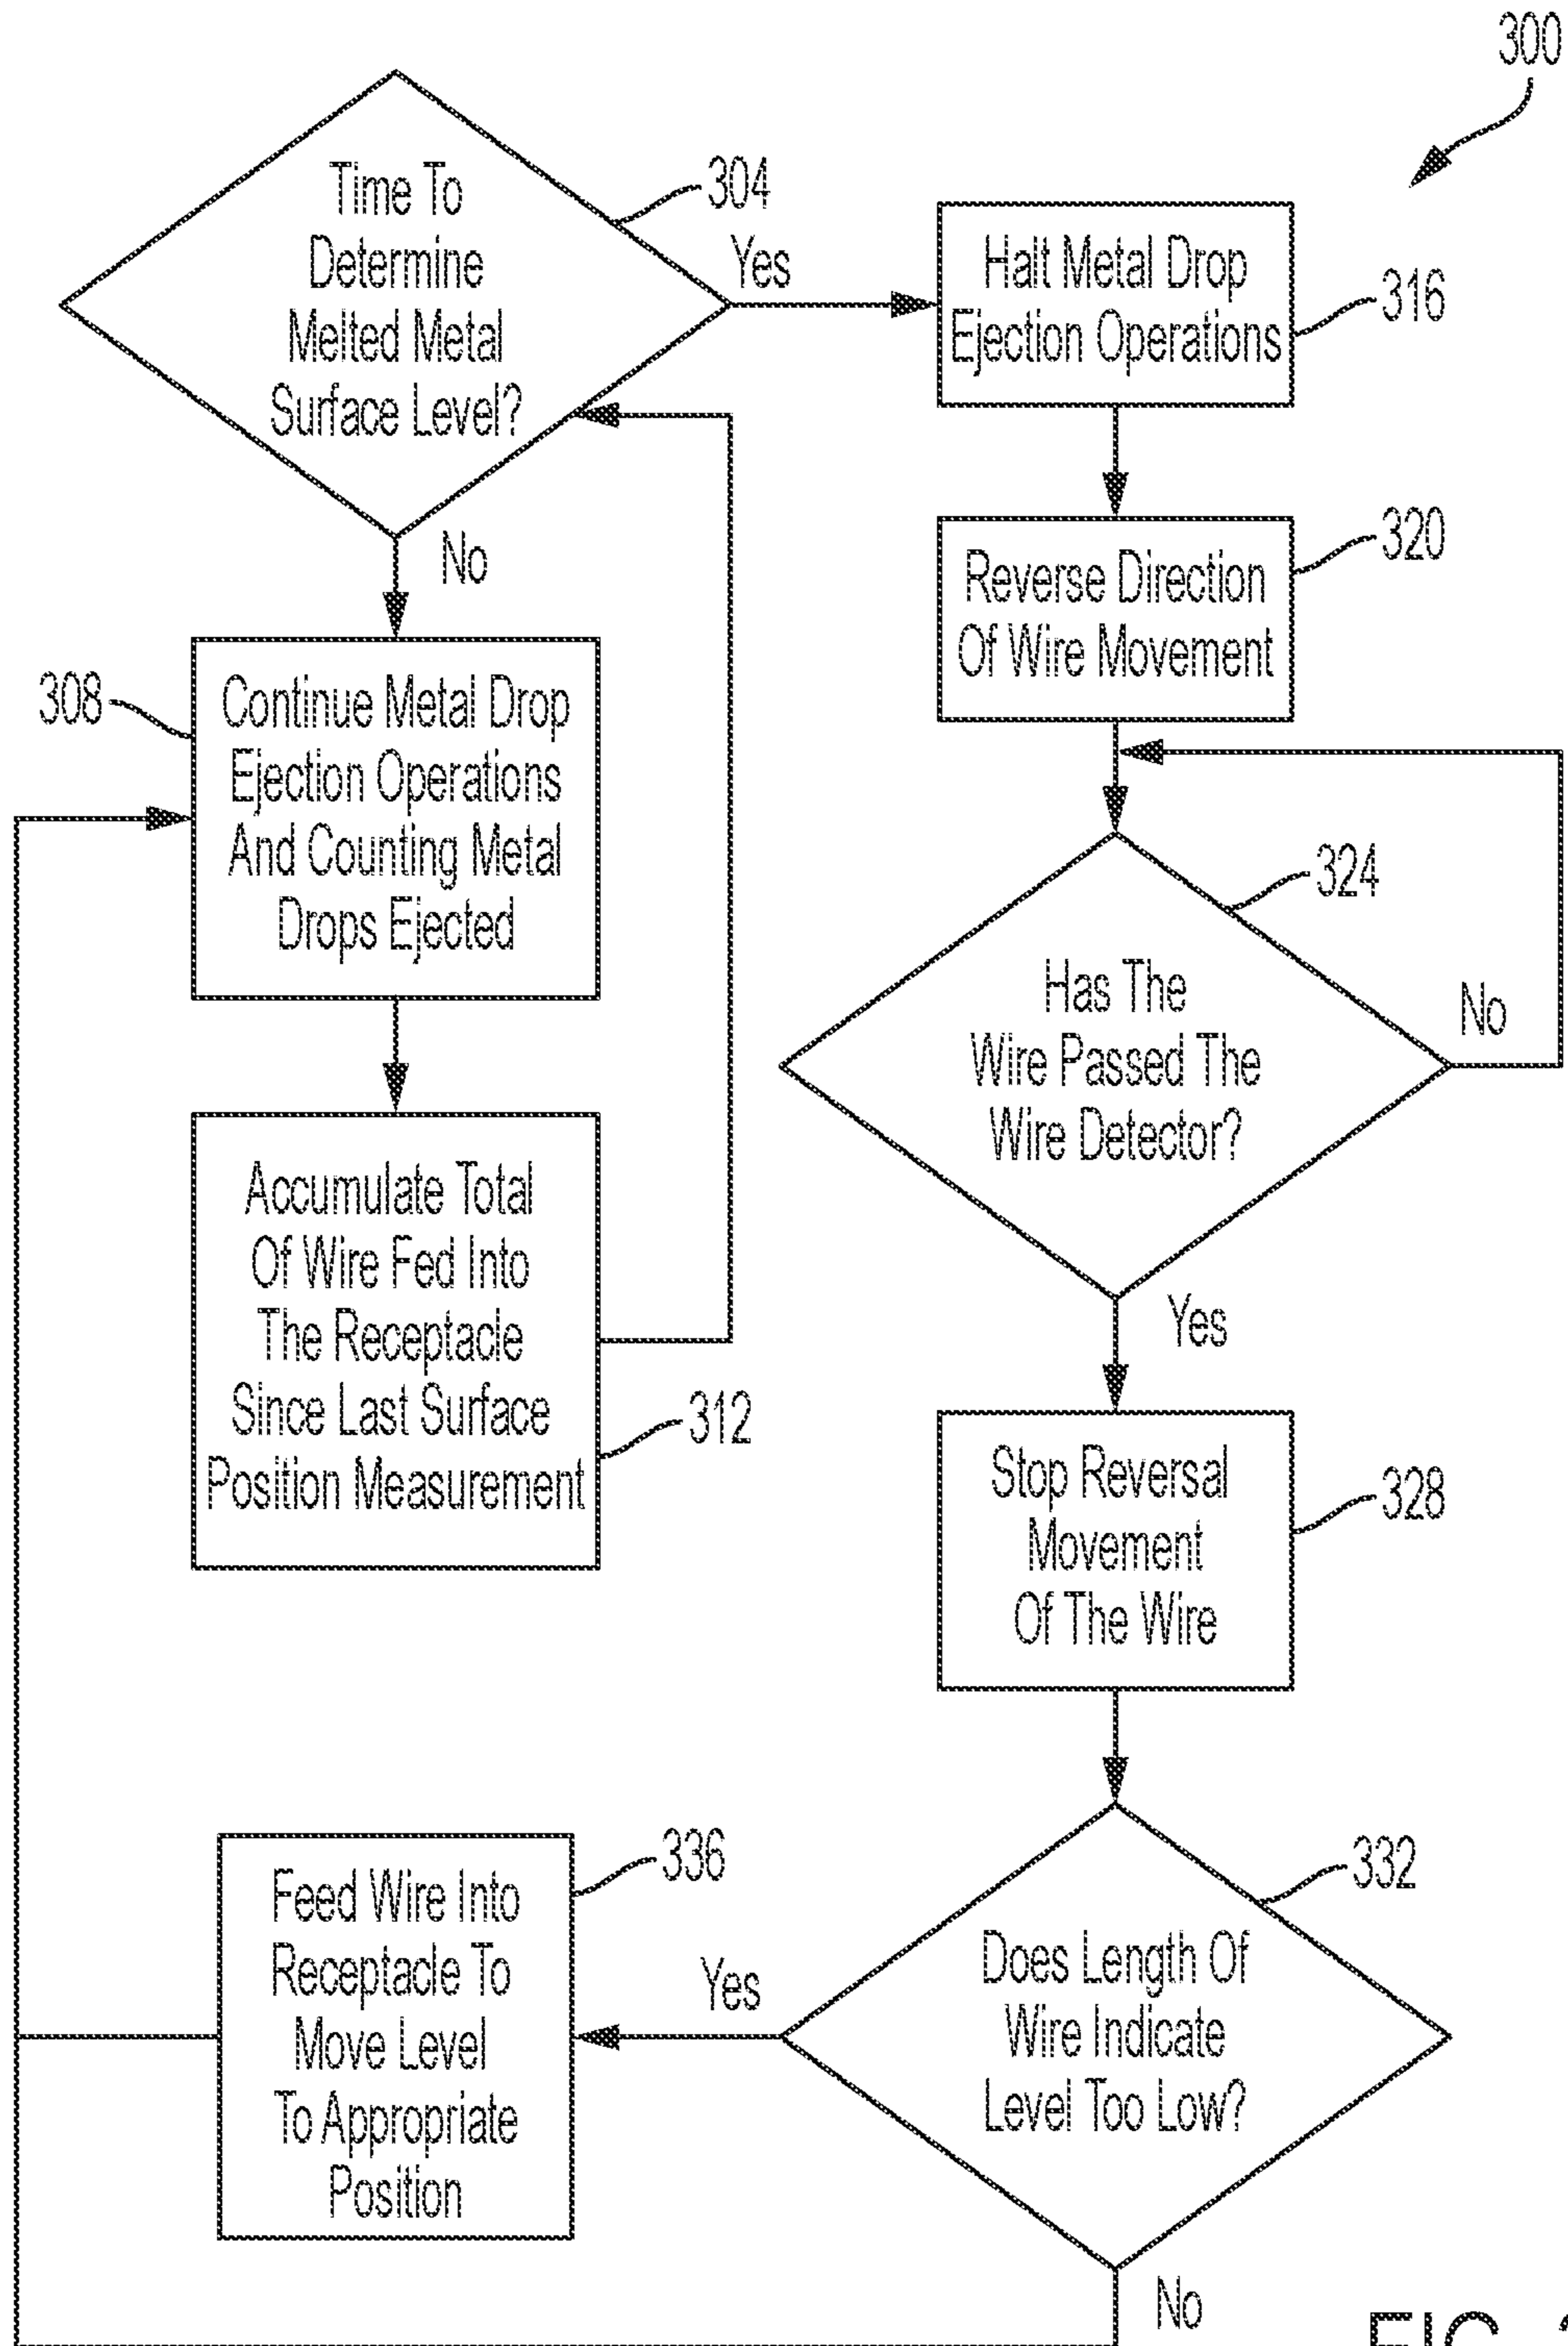 300
Time To
Determine
Melted Metal
Surface Level?
304
Yes
No
Halt Metal Drop
Ejection Operations
316
Reverse Direction
Of Wire Movement
320
308
Continue Metal Drop
Ejection Operations
And Counting Metal
Drops Ejected
Has The
Wire Passed The
Wire Detector?
324
No
Yes
Accumulate Total
Of Wire Fed Into
The Receptacle
Since Last Surface
Position Measurement
312
Stop Reversal
Movement
Of The Wire
328
Feed Wire Into
Receptacle To
Move Level
To Appropriate
Position
336
Yes
Does Length Of
Wire Indicate
Level Too Low?
332
No
FIG.